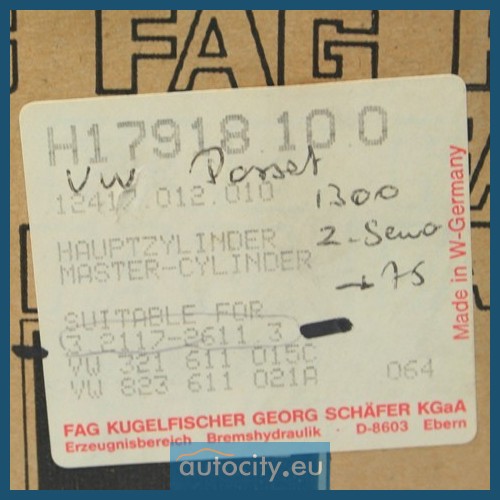 FAG
H17918 10 0
VW Passat
12417.012.010
1300
HAUPTZYLINDER
MASTER-CYLINDER
→75
SUITABLE FOR
3 2117-2611 3
VW 321 611 015C
VW 823 611 021A
064
Made in W-Germany
FAG KUGELFISCHER GEORG SCHÄFER KGaA
Erzeugnisbereich Bremshydraulik · D-8603 Ebern
autocity.eu